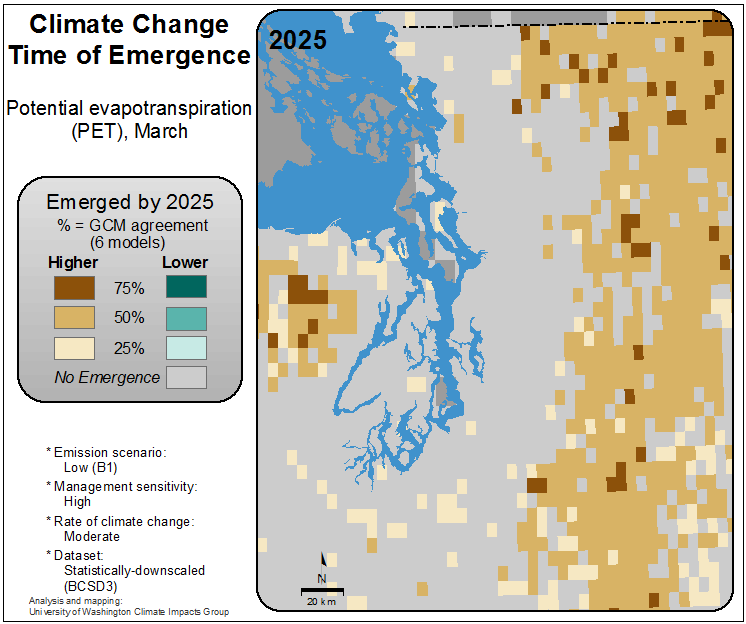 Climate Change
Time of Emergence
Potential evapotranspiration
(PET), March
Emerged by 2025
% = GCM agreement
(6 models)
Higher Lower
75%
50%
25%
No Emergence
* Emission scenario:
Low (B1)
* Management sensitivity:
High
* Rate of climate change:
Moderate
* Dataset:
Statistically-downscaled
(BCSD3)
Analysis and mapping:
University of Washington Climate Impacts Group
2025
N
20 km